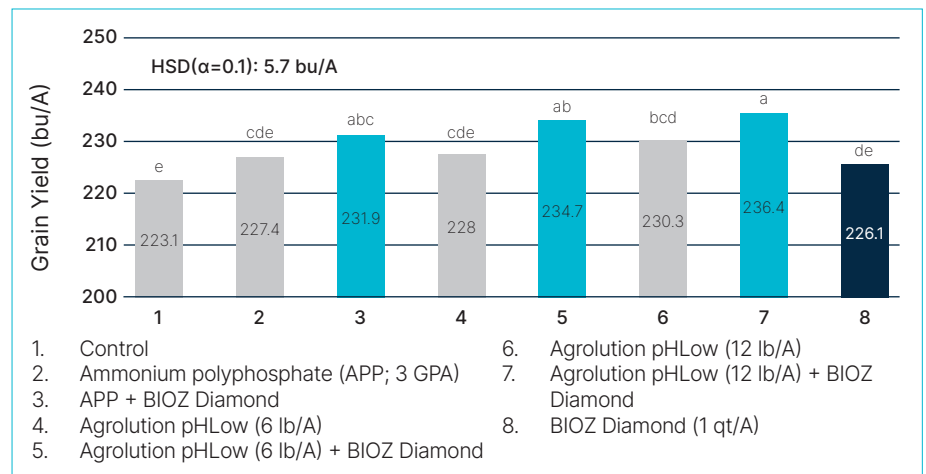 250
HSD(α=0.1): 5.7 bu/A
240
230
220
210
200
Grain Yield (bu/A)
e
cde
abc
cde
ab
bcd
a
de
223.1
227.4
231.9
228
234.7
230.3
236.4
226.1
1 2 3 4 5 6 7 8
1. Control
2. Ammonium polyphosphate (APP; 3 GPA)
3. APP + BIOZ Diamond
4. Agrolution pHLow (6 lb/A)
5. Agrolution pHLow (6 lb/A) + BIOZ Diamond
6. Agrolution pHLow (12 lb/A)
7. Agrolution pHLow (12 lb/A) + BIOZ
Diamond
8. BIOZ Diamond (1 qt/A)